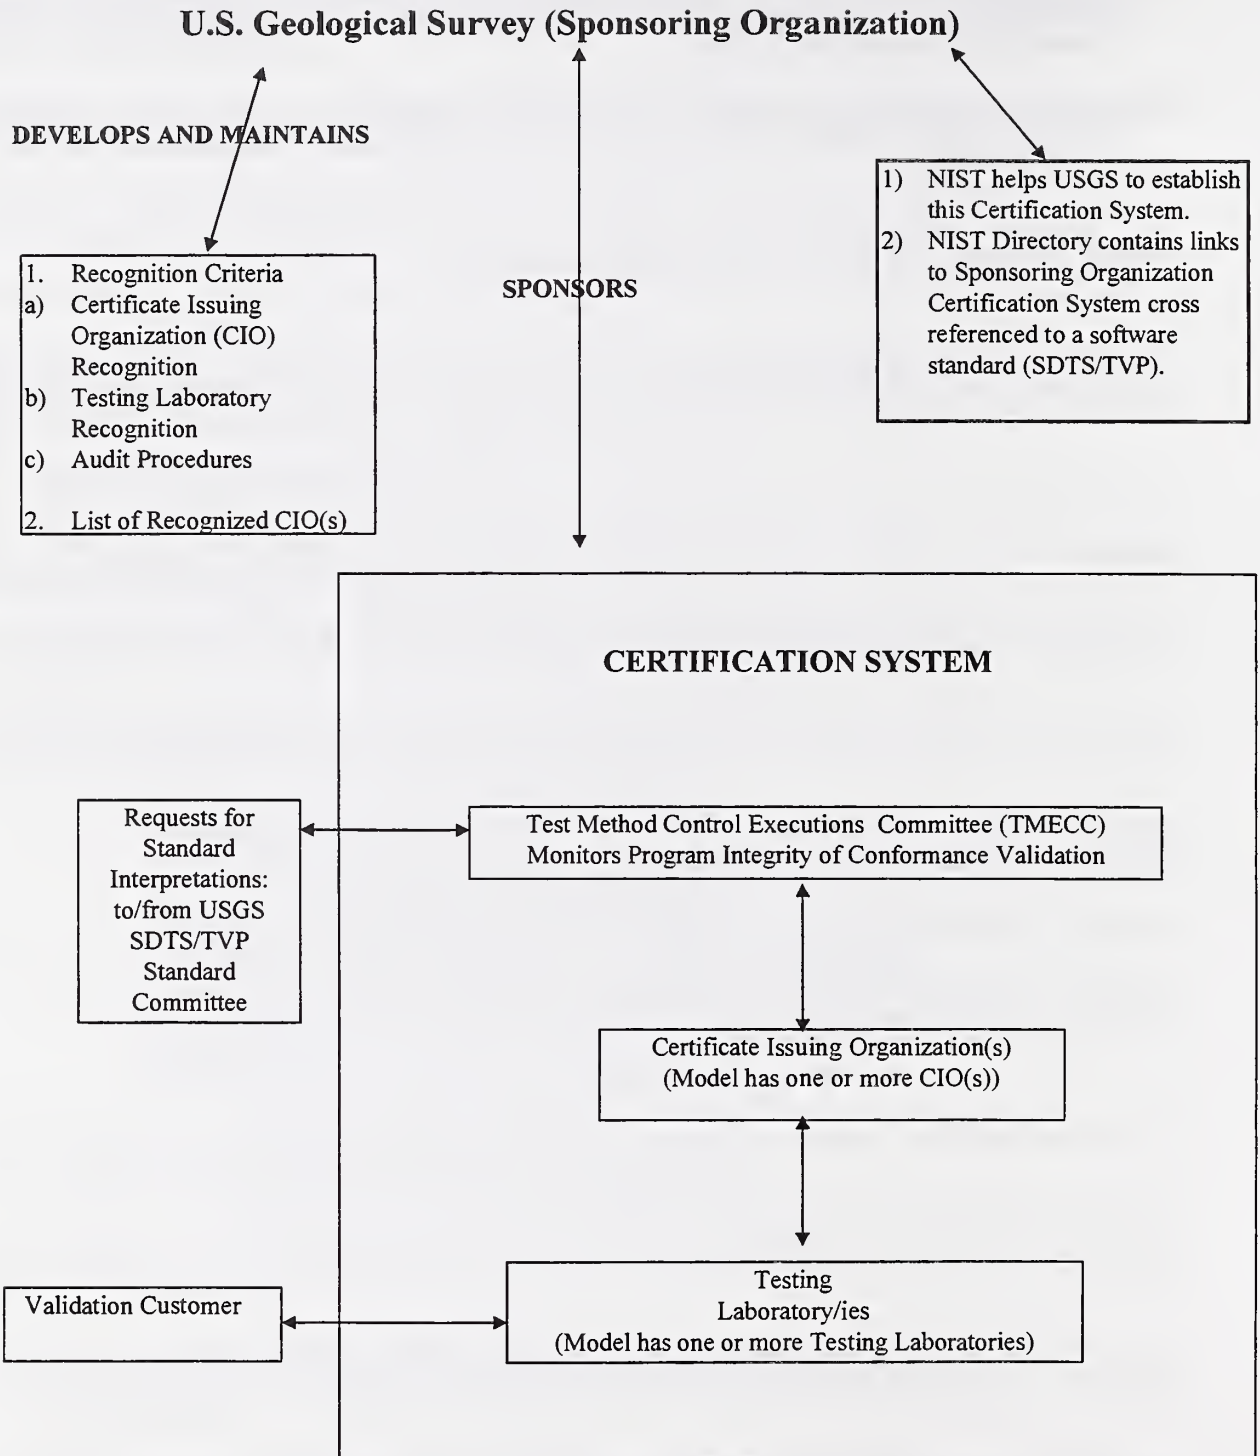 U.S. Geological Survey (Sponsoring Organization)
DEVELOPS AND MAINTAINS
1) NIST helps USGS to establish
this Certification System.
2) NIST Directory contains links
to Sponsoring Organization
Certification System cross
referenced to a software
standard (SDTS/TVP).
1. Recognition Criteria
a) Certificate Issuing
Organization (CIO)
Recognition
b) Testing Laboratory
Recognition
c) Audit Procedures
2. List of Recognized CIO(s)
SPONSORS
CERTIFICATION SYSTEM
Requests for
Standard
Interpretations:
to/from USGS
SDTS/TVP
Standard
Committee
Test Method Control Executions Committee (TMECC)
Monitors Program Integrity of Conformance Validation
Certificate Issuing Organization(s)
(Model has one or more CIO(s))
Validation Customer
Testing
Laboratory/ies
(Model has one or more Testing Laboratories)